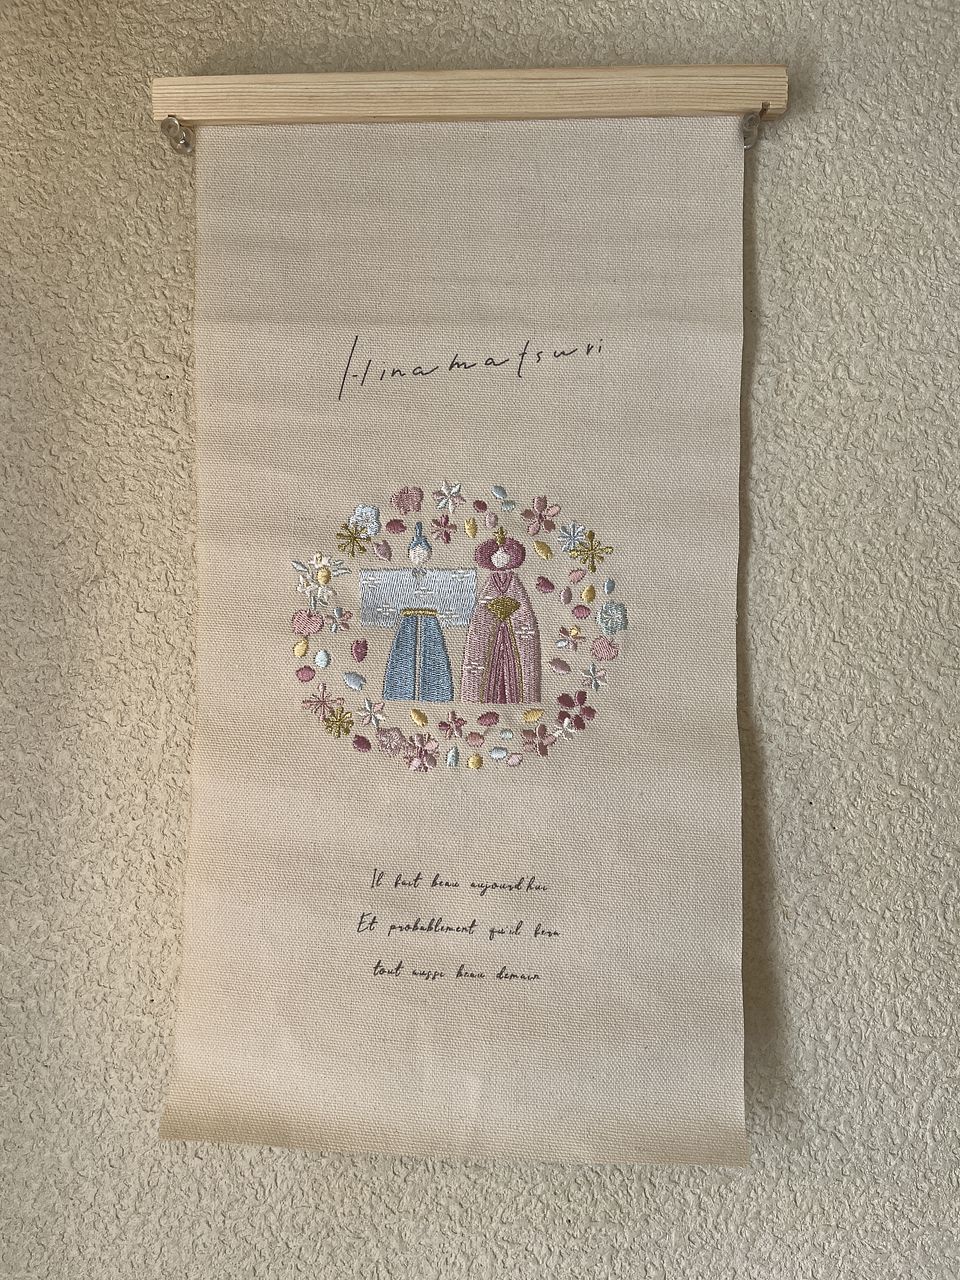 Hinamatsuri
Il fait beau aujourd'hui
Et probablement qu'il fera
tout aussi beau demain